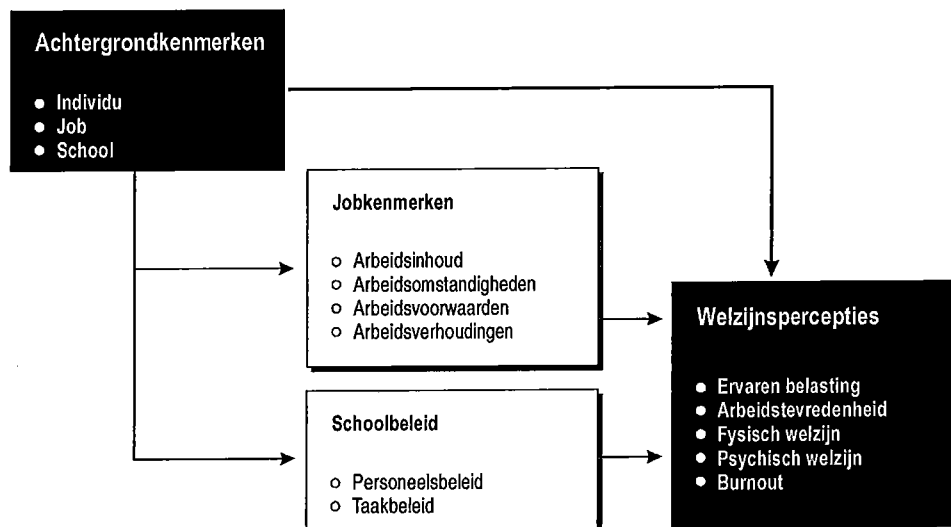 Achtergrondkenmerken
● Individu
● Job
● School
Jobkenmerken
○ Arbeidsinhoud
○ Arbeidsomstandigheden
○ Arbeidsvoorwaarden
○ Arbeidsverhoudingen
Schoolbeleid
○ Personeelsbeleid
○ Taakbeleid
Welzijnspercepties
● Ervaren belasting
● Arbeidstevredenheid
● Fysisch welzijn
● Psychisch welzijn
● Burnout